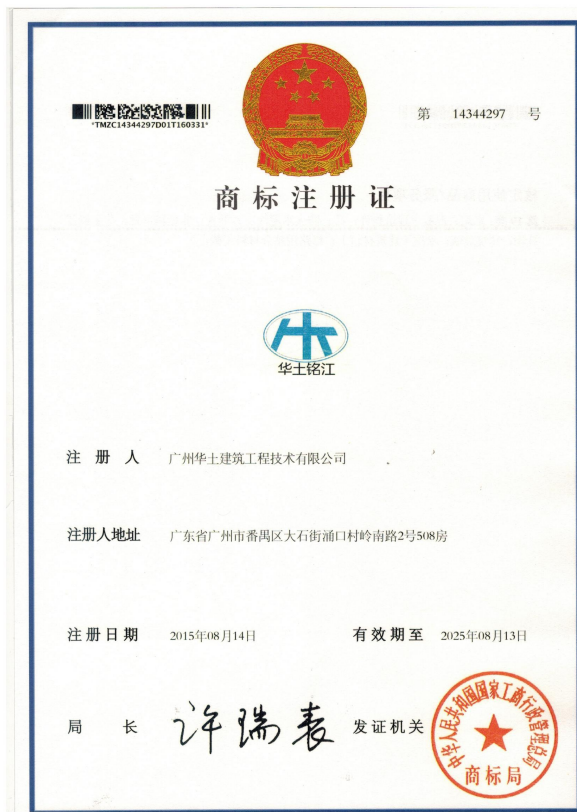 *TMZC14344297D01T160331*
第 14344297 号
商标注册证
华土铭江
注册人 广州华土建筑工程技术有限公司
注册人地址 广东省广州市番禺区大石街涌口村岭南路2号508房
注册日期 2015年08月14日 有效期至 2025年08月13日
局长 许瑞表 发证机关
中华人民共和国国家工商行政管理总局
商标局